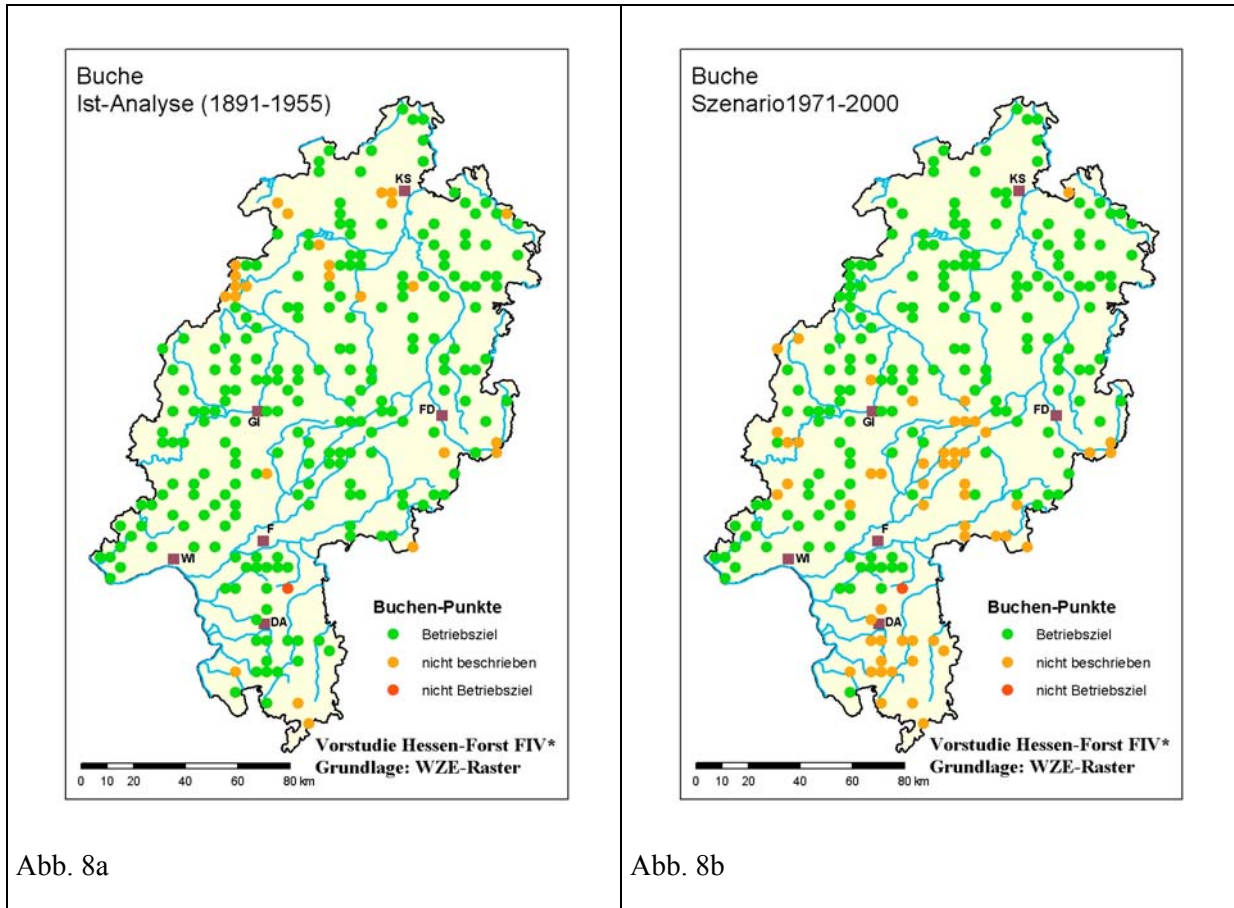 Buche
Ist-Analyse (1891-1955)
KS
GI
FD
F
WI
DA
Buchen-Punkte
Betriebsziel
nicht beschrieben
nicht Betriebsziel
Vorstudie Hessen-Forst FIV*
Grundlage: WZE-Raster
0 10 20 40 60 80 km
Abb. 8a
Buche
Szenario1971-2000
KS
GI
FD
F
WI
DA
Buchen-Punkte
Betriebsziel
nicht beschrieben
nicht Betriebsziel
Vorstudie Hessen-Forst FIV*
Grundlage: WZE-Raster
0 10 20 40 60 80 km
Abb. 8b